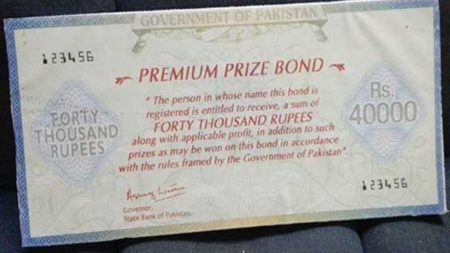 GOVERNMENT OF PAKISTAN
123456
PREMIUM PRIZE BOND
" The person in whose name this bond is
registered is entitled to receive, a sum of
FORTY THOUSAND RUPEES
along with applicable profit, in addition to such
prizes as may be won on this bond in accordance
with the rules framed by the Government of Pakistan".
FORTY
THOUSAND
RUPEES
Rs.
40000
Governor,
State Bank of Pakistan.
123456